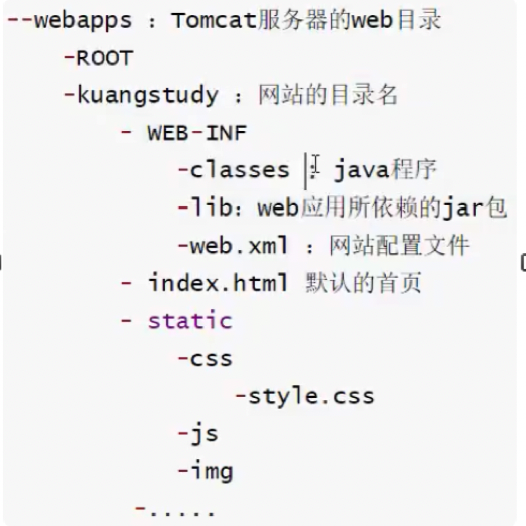 --webapps ：Tomcat服务器的web目录
-ROOT
-kuangstudy ：网站的目录名
- WEB-INF
-classes ：java程序
-lib：web应用所依赖的jar包
-web.xml ：网站配置文件
- index.html 默认的首页
- static
-css
-style.css
-js
-img
-.....